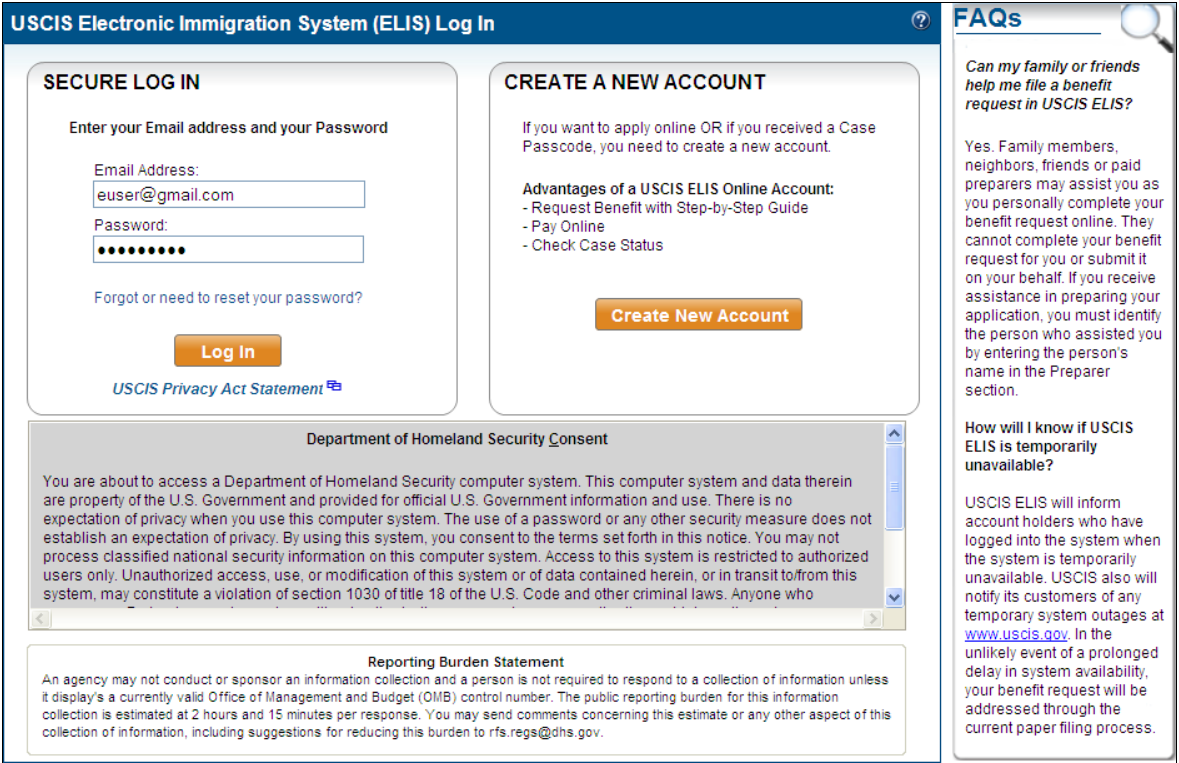 USCIS Electronic Immigration System (ELIS) Log In
?
SECURE LOG IN
Enter your Email address and your Password
Email Address:
euser@gmail.com
Password:
•••••••••
Forgot or need to reset your password?
Log In
USCIS Privacy Act Statement
CREATE A NEW ACCOUNT
If you want to apply online OR if you received a Case
Passcode, you need to create a new account.
Advantages of a USCIS ELIS Online Account:
- Request Benefit with Step-by-Step Guide
- Pay Online
- Check Case Status
Create New Account
Department of Homeland Security Consent
You are about to access a Department of Homeland Security computer system. This computer system and data therein
are property of the U.S. Government and provided for official U.S. Government information and use. There is no
expectation of privacy when you use this computer system. The use of a password or any other security measure does not
establish an expectation of privacy. By using this system, you consent to the terms set forth in this notice. You may not
process classified national security information on this computer system. Access to this system is restricted to authorized
users only. Unauthorized access, use, or modification of this system or of data contained herein, or in transit to/from this
system, may constitute a violation of section 1030 of title 18 of the U.S. Code and other criminal laws. Anyone who
Reporting Burden Statement
An agency may not conduct or sponsor an information collection and a person is not required to respond to a collection of information unless
it display's a currently valid Office of Management and Budget (OMB) control number. The public reporting burden for this information
collection is estimated at 2 hours and 15 minutes per response. You may send comments concerning this estimate or any other aspect of this
collection of information, including suggestions for reducing this burden to rfs.regs@dhs.gov.
FAQs
Can my family or friends
help me file a benefit
request in USCIS ELIS?
Yes. Family members,
neighbors, friends or paid
preparers may assist you as
you personally complete your
benefit request online. They
cannot complete your benefit
request for you or submit it
on your behalf. If you receive
assistance in preparing your
application, you must identify
the person who assisted you
by entering the person's
name in the Preparer
section.
How will I know if USCIS
ELIS is temporarily
unavailable?
USCIS ELIS will inform
account holders who have
logged into the system when
the system is temporarily
unavailable. USCIS also will
notify its customers of any
temporary system outages at
www.uscis.gov. In the
unlikely event of a prolonged
delay in system availability,
your benefit request will be
addressed through the
current paper filing process.